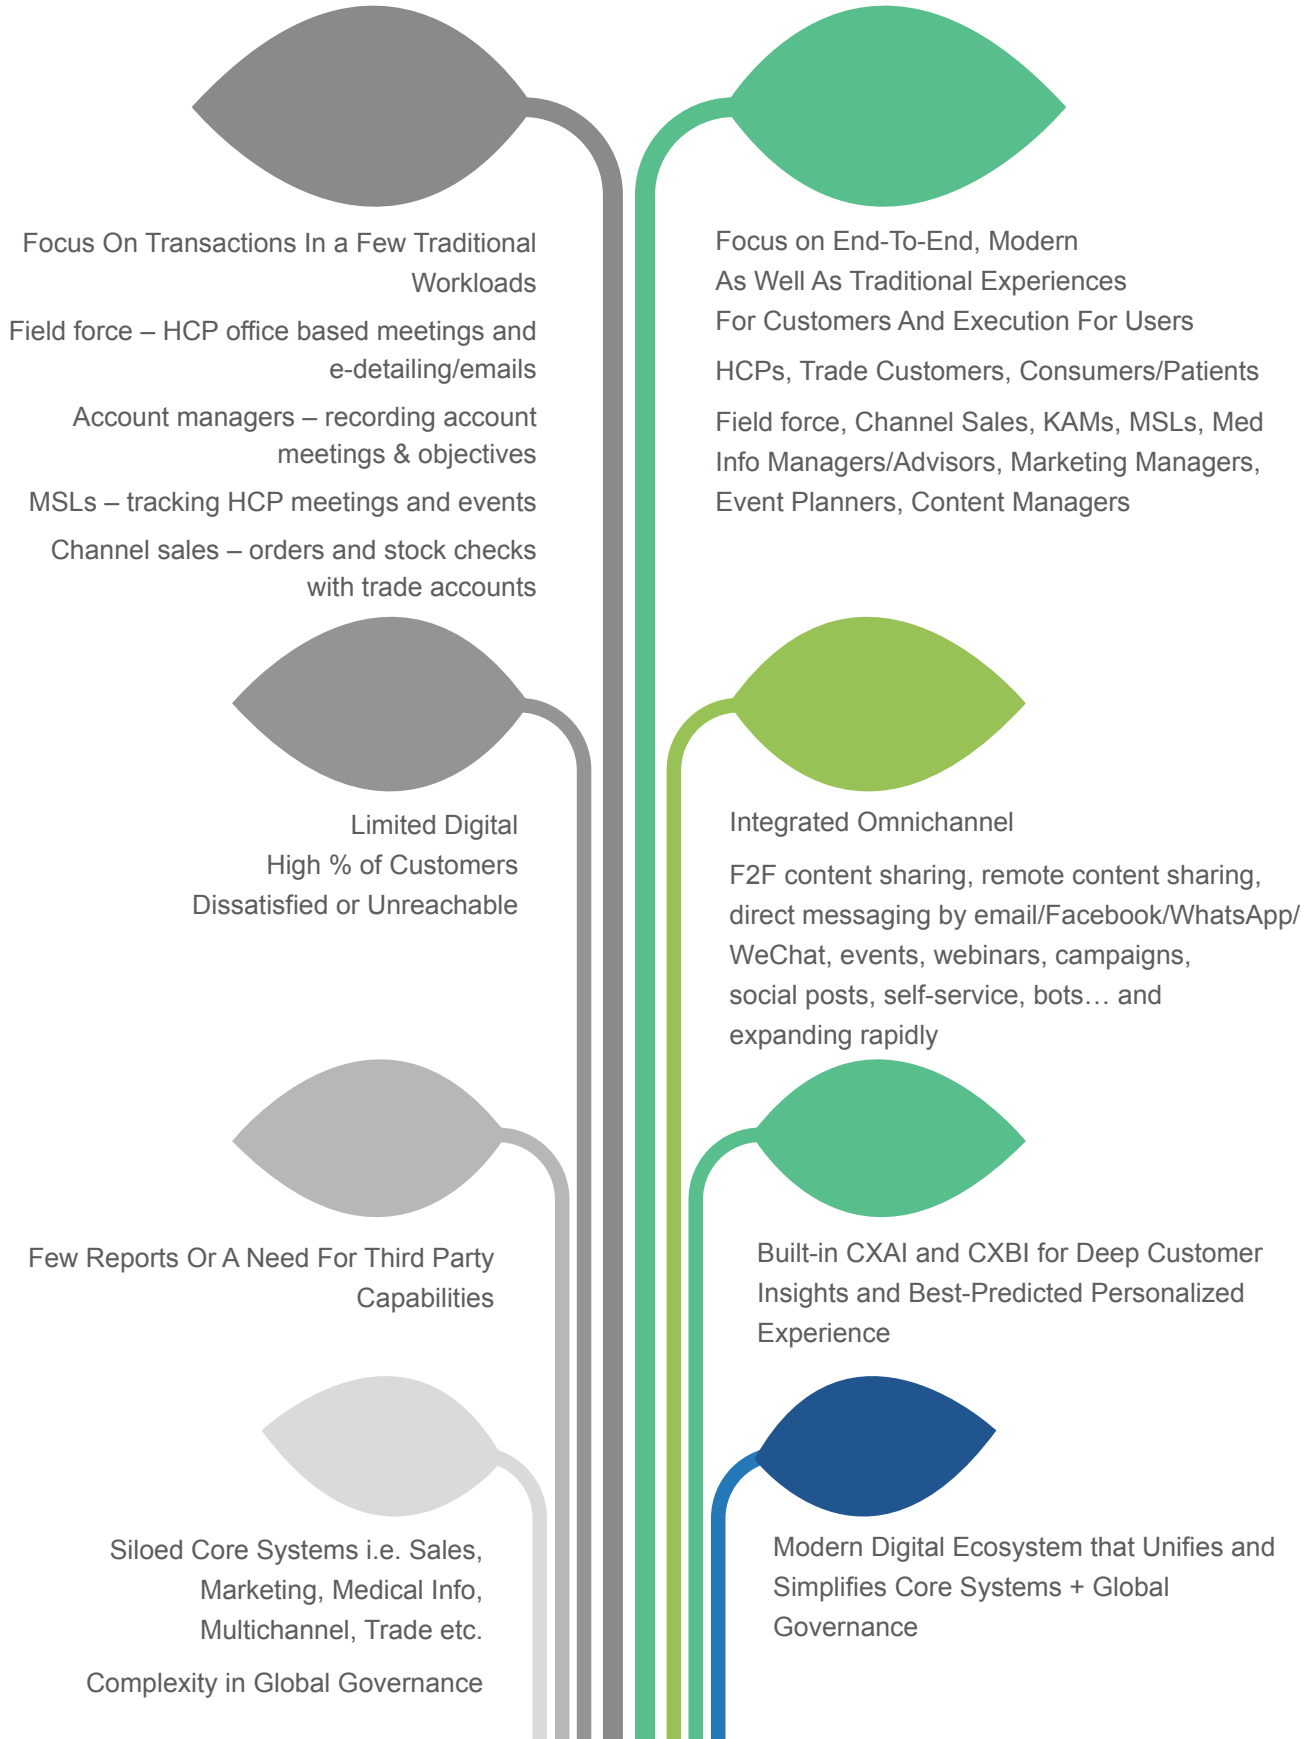 Focus On Transactions In a Few Traditional
Workloads
Field force – HCP office based meetings and
e-detailing/emails
Account managers – recording account
meetings & objectives
MSLs – tracking HCP meetings and events
Channel sales – orders and stock checks
with trade accounts
Focus on End-To-End, Modern
As Well As Traditional Experiences
For Customers And Execution For Users
HCPs, Trade Customers, Consumers/Patients
Field force, Channel Sales, KAMs, MSLs, Med
Info Managers/Advisors, Marketing Managers,
Event Planners, Content Managers
Limited Digital
High % of Customers
Dissatisfied or Unreachable
Integrated Omnichannel
F2F content sharing, remote content sharing,
direct messaging by email/Facebook/WhatsApp/
WeChat, events, webinars, campaigns,
social posts, self-service, bots… and
expanding rapidly
Few Reports Or A Need For Third Party
Capabilities
Built-in CXAI and CXBI for Deep Customer
Insights and Best-Predicted Personalized
Experience
Siloed Core Systems i.e. Sales,
Marketing, Medical Info,
Multichannel, Trade etc.
Complexity in Global Governance
Modern Digital Ecosystem that Unifies and
Simplifies Core Systems + Global
Governance